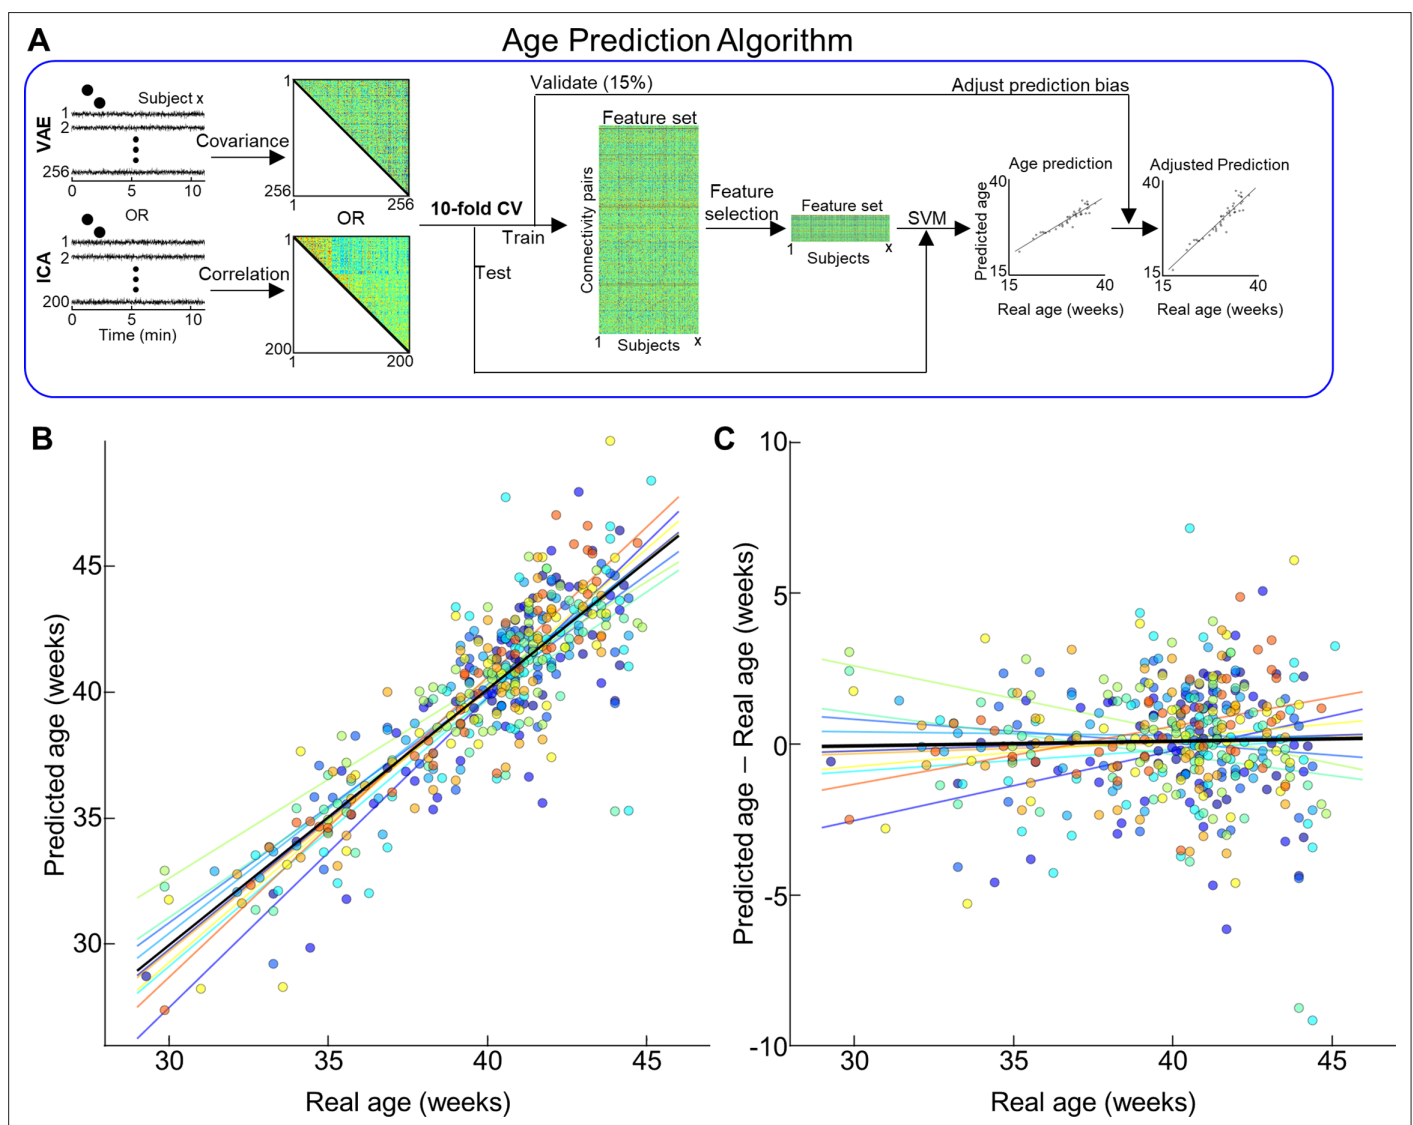 A
Age Prediction Algorithm
VAE
Subject x
1
2
256
0 5 10
OR
ICA
1
2
200
0 5 10
Time (min)
Covariance
1
256
1 256
OR
Correlation
1
200
1 200
10-fold CV
Train
Test
Validate (15%)
Feature set
Connectivity pairs
1 Subjects x
Feature
selection
Feature set
1 x
Subjects
SVM
Adjust prediction bias
Age prediction
Predicted age
40
15
15 40
Real age (weeks)
Adjusted Prediction
40
15
15 40
Real age (weeks)
B
Predicted age (weeks)
45
40
35
30
30 35 40 45
Real age (weeks)
C
Predicted age – Real age (weeks)
10
5
0
-5
-10
30 35 40 45
Real age (weeks)